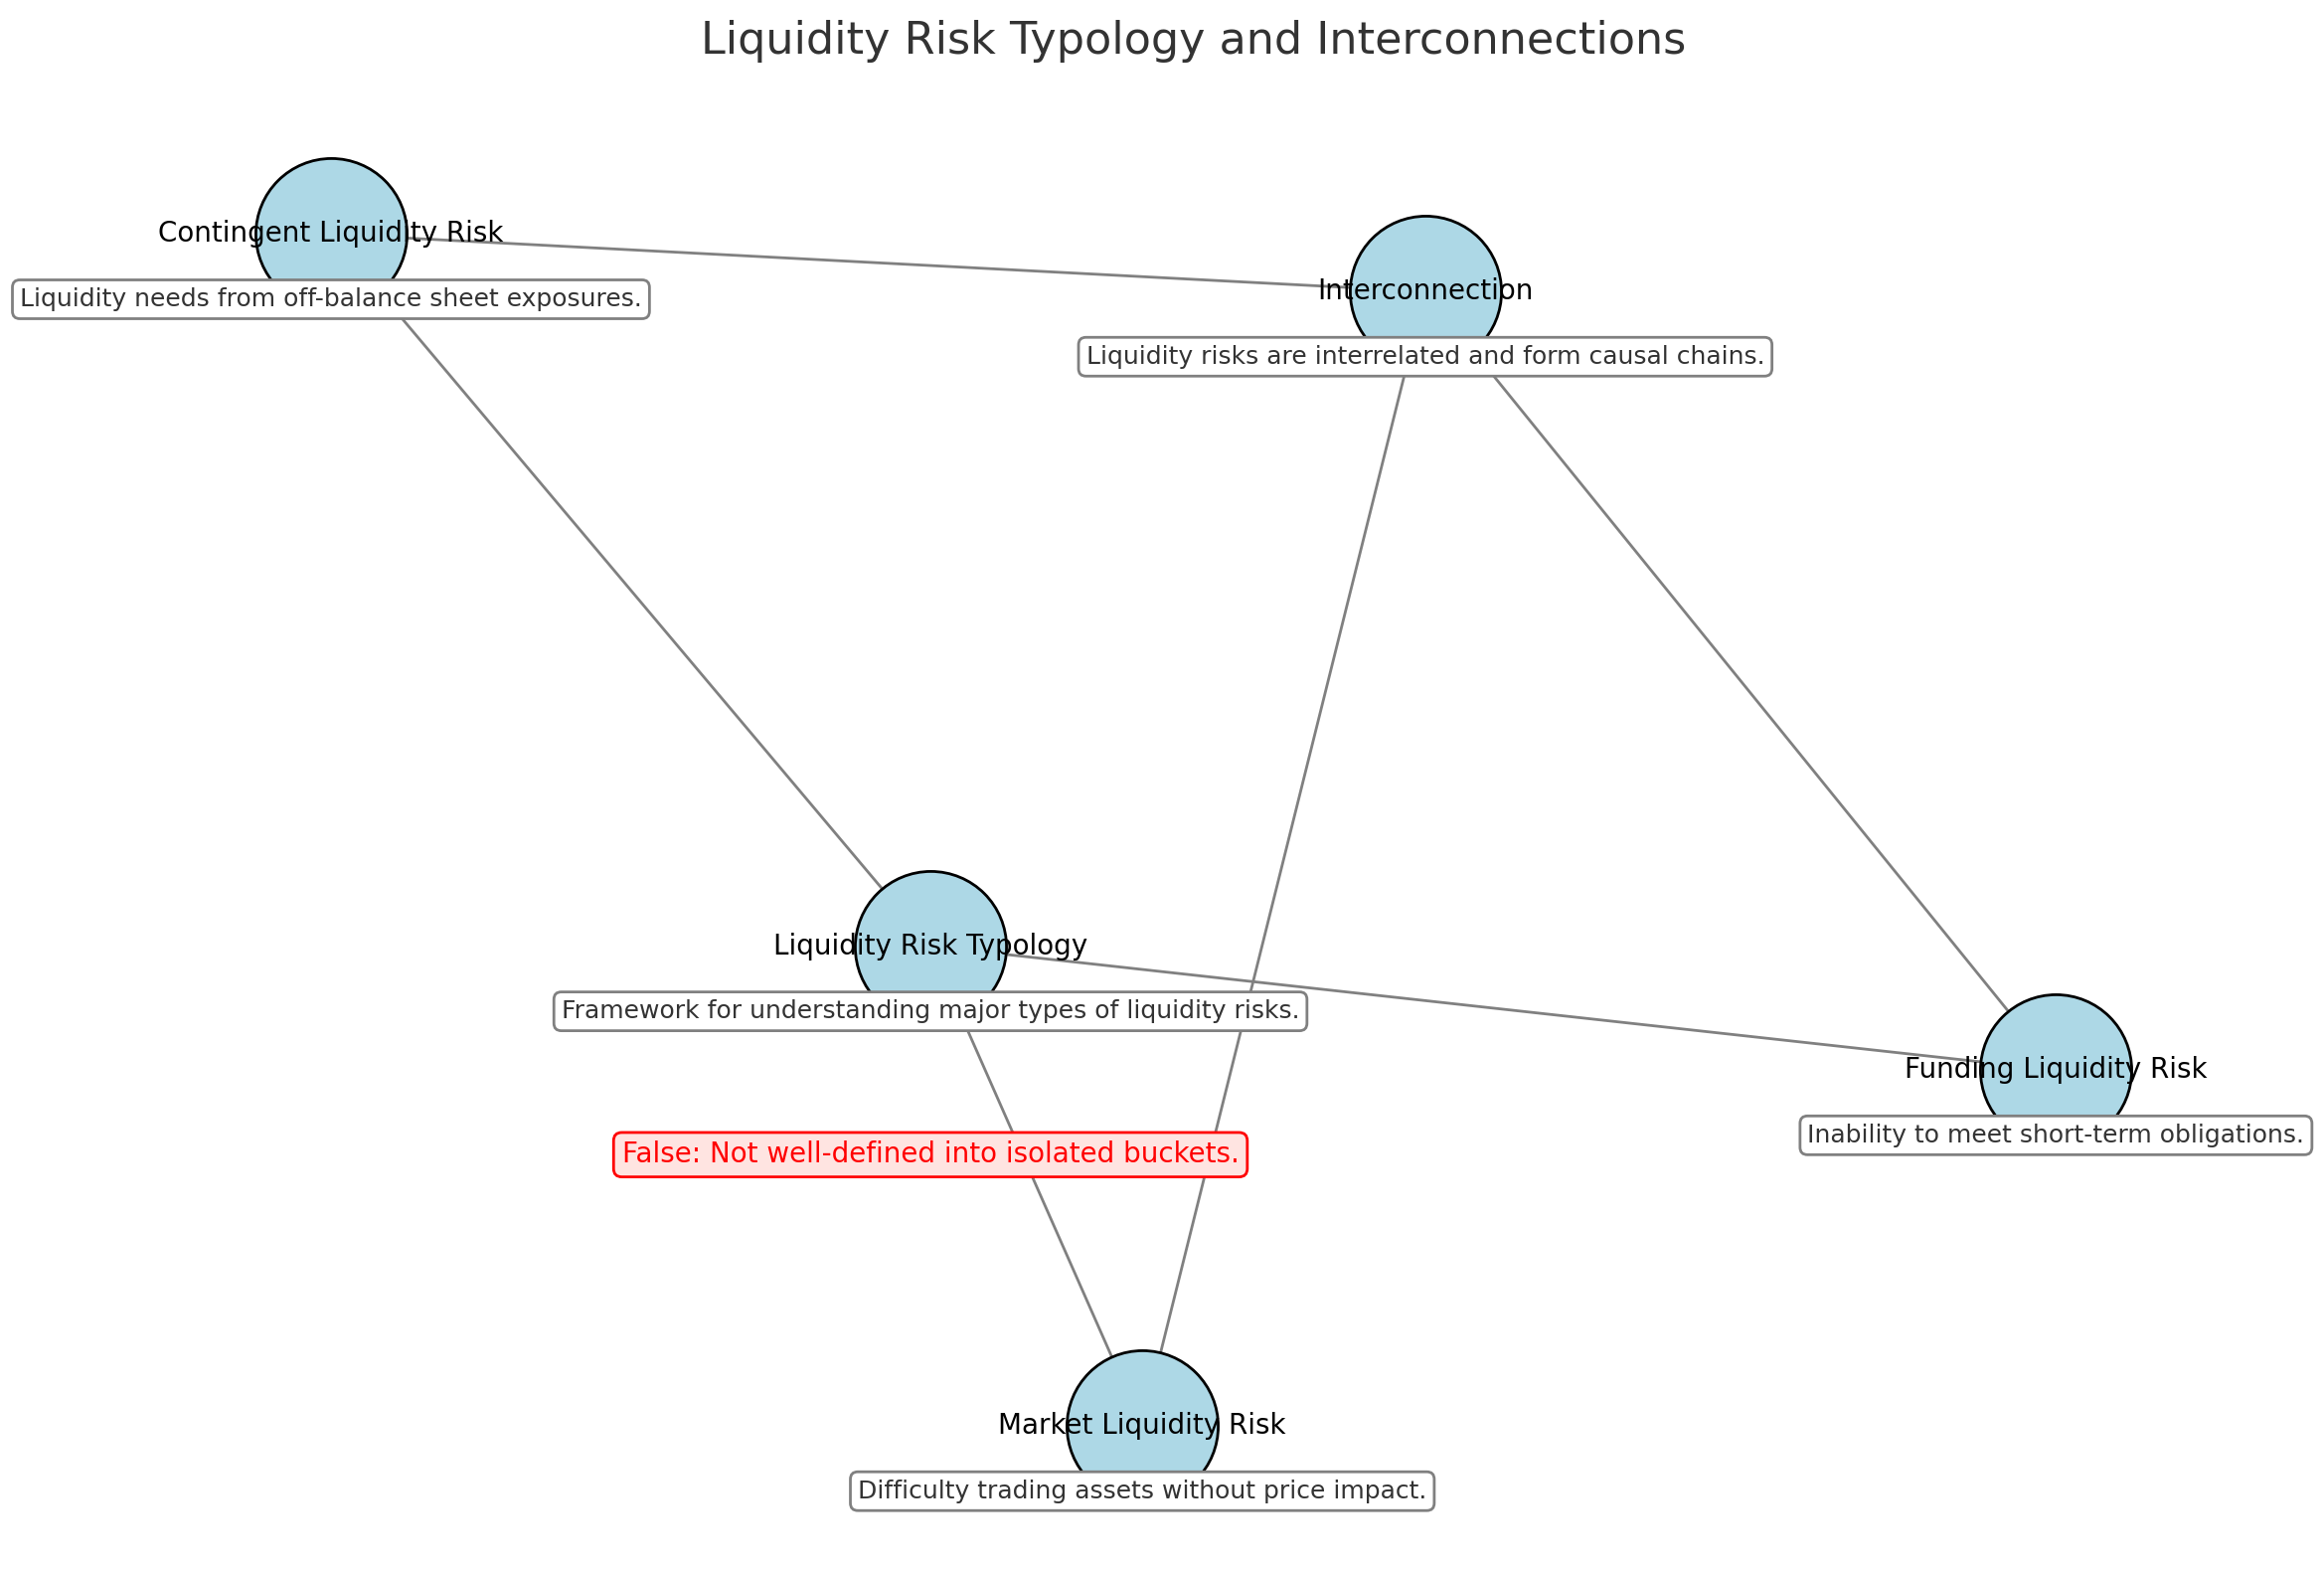 Liquidity Risk Typology and Interconnections
Contingent Liquidity Risk
Liquidity needs from off-balance sheet exposures.
Interconnection
Liquidity risks are interrelated and form causal chains.
Liquidity Risk Typology
Framework for understanding major types of liquidity risks.
Funding Liquidity Risk
Inability to meet short-term obligations.
False: Not well-defined into isolated buckets.
Market Liquidity Risk
Difficulty trading assets without price impact.